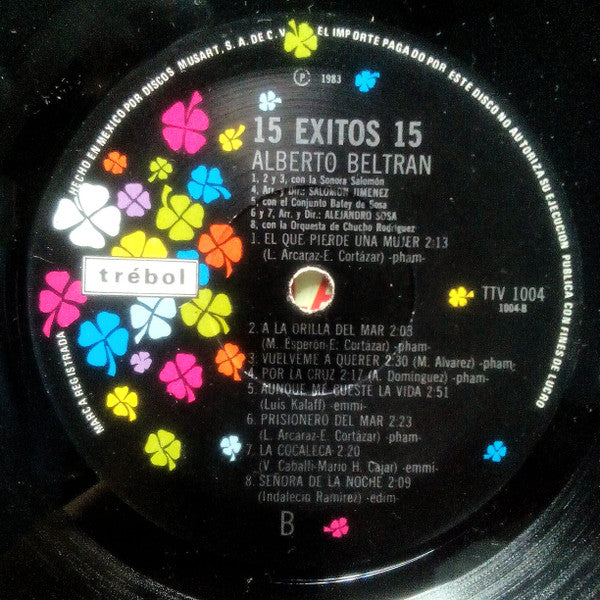 HECHO EN MEXICO POR DISCOS MUSART, S. A. DE C. V.
EL IMPORTE PAGADO POR ESTE DISCO NO AUTORIZA SU EJECUCION PUBLICA CON FINES DE LUCRO
MARCA REGISTRADA
P 1983
15 EXITOS 15
ALBERTO BELTRAN
1, 2 y 3, con la Sonora Salomón
4, Arr. y Dir.: SALOMON JIMENEZ
5, con el Conjunto Batey de Sosa
6 y 7, Arr. y Dir.: ALEJANDRO SOSA
8, con la Orquesta de Chucho Rodríguez
1. EL QUE PIERDE UNA MUJER 2:13
(L. Arcaraz-E. Cortázar) -pham-
trébol
TTV 1004
1004-B
2. A LA ORILLA DEL MAR 2:03
(M. Esperón-E. Cortázar) -pham-
3. VUELVEME A QUERER 2:30 (M. Alvarez) -pham-
4. POR LA CRUZ 2:17 (A. Domínguez) -pham-
5. AUNQUE ME CUESTE LA VIDA 2:51
(Luis Kalaff) -emmi-
6. PRISIONERO DEL MAR 2:23
(L. Arcaraz-E. Cortázar) -pham-
7. LA COCALECA 2:20
(V. Caballi-Mario H. Cajar) -emmi-
8. SEÑORA DE LA NOCHE 2:09
(Indalecio Ramírez) -edim-
B